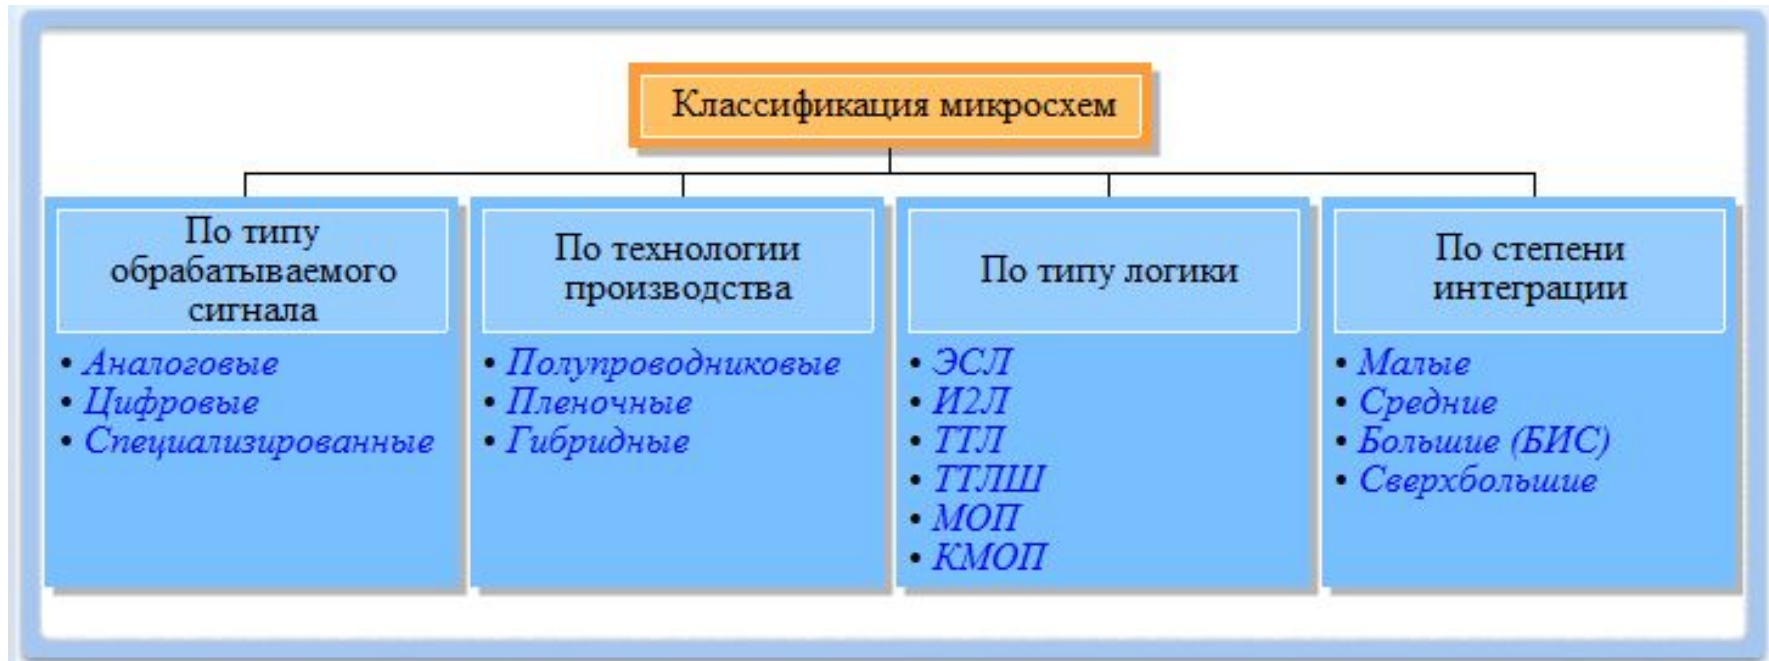 Классификация микросхем
По типу
обрабатываемого
сигнала
• Аналоговые
• Цифровые
• Специализированные
По технологии
производства
• Полупроводниковые
• Пленочные
• Гибридные
По типу логики
• ЭСЛ
• И2Л
• ТТЛ
• ТТЛШ
• МОП
• КМОП
По степени
интеграции
• Малые
• Средние
• Большие (БИС)
• Сверхбольшие